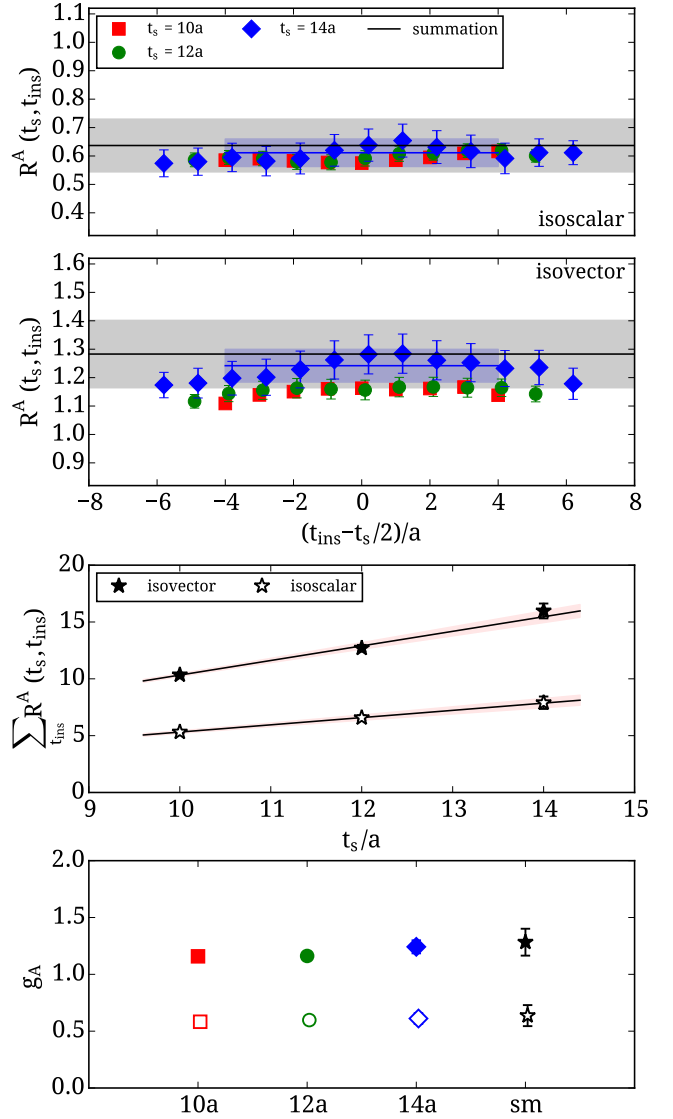 1.1
1.0
0.9
0.8
0.7
0.6
0.5
0.4
R^A (t_s, t_ins)
t_s = 10a
t_s = 12a
t_s = 14a
summation
isoscalar
1.6
1.5
1.4
1.3
1.2
1.1
1.0
0.9
R^A (t_s, t_ins)
isovector
−8 −6 −4 −2 0 2 4 6 8
(t_ins−t_s/2)/a
20
15
10
5
0
∑_{t_ins} R^A (t_s, t_ins)
isovector
isoscalar
9 10 11 12 13 14 15
t_s/a
2.0
1.5
1.0
0.5
0.0
g_A
10a 12a 14a sm